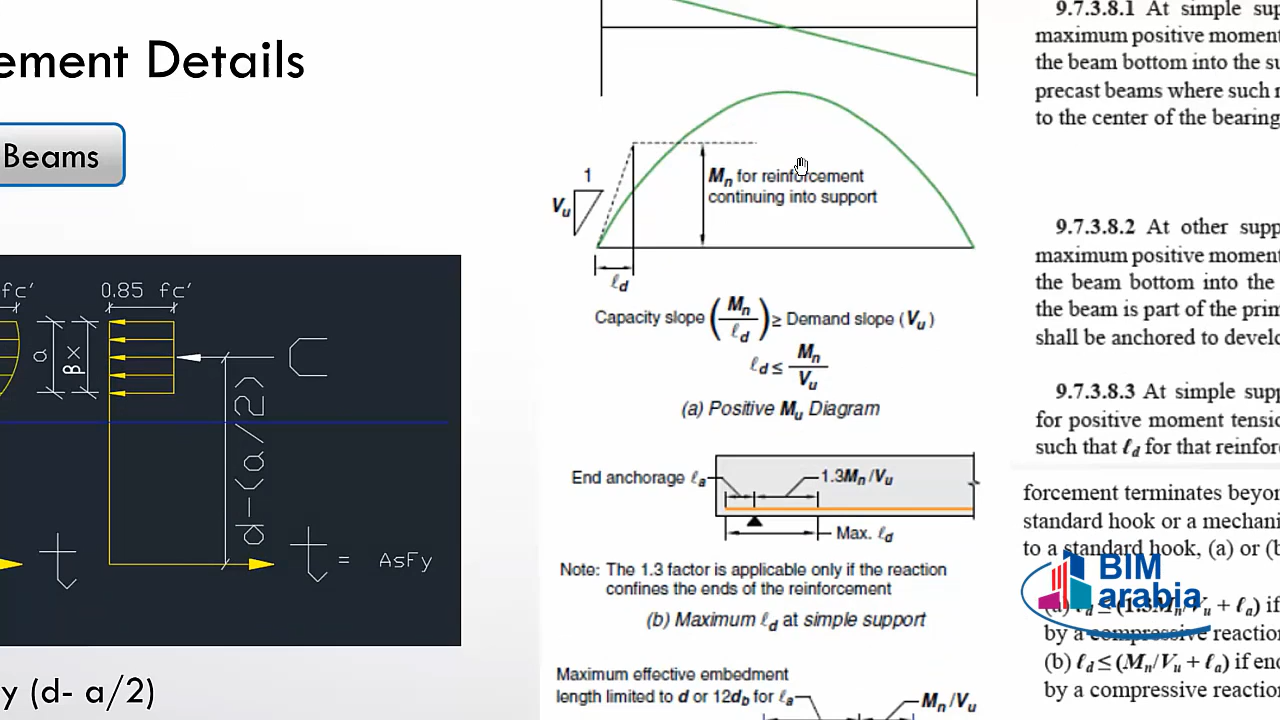 ement Details
Beams
fc'
0.85 fc'
a
βx
C
d-(a/2)
t
t = AsFy
y (d- a/2)
1
Vu
Mn for reinforcement
continuing into support
ℓd
Capacity slope (Mn/ℓd) ≥ Demand slope (Vu)
ℓd ≤ Mn/Vu
(a) Positive Mu Diagram
End anchorage ℓa
1.3Mn/Vu
Max. ℓd
Note: The 1.3 factor is applicable only if the reaction
confines the ends of the reinforcement
(b) Maximum ℓd at simple support
Maximum effective embedment
length limited to d or 12db for ℓa
Mn/Vu
9.7.3.8.1 At simple sup
maximum positive moment
the beam bottom into the su
precast beams where such r
to the center of the bearing
9.7.3.8.2 At other supp
maximum positive moment
the beam bottom into the
the beam is part of the prim
shall be anchored to develo
9.7.3.8.3 At simple supp
for positive moment tensio
such that ℓd for that reinfor
forcement terminates beyon
standard hook or a mechani
to a standard hook, (a) or (b
BIM
arabia
(a) ℓd ≤ (1.3Mn/Vu + ℓa) if
by a compressive reaction
(b) ℓd ≤ (Mn/Vu + ℓa) if end
by a compressive reaction